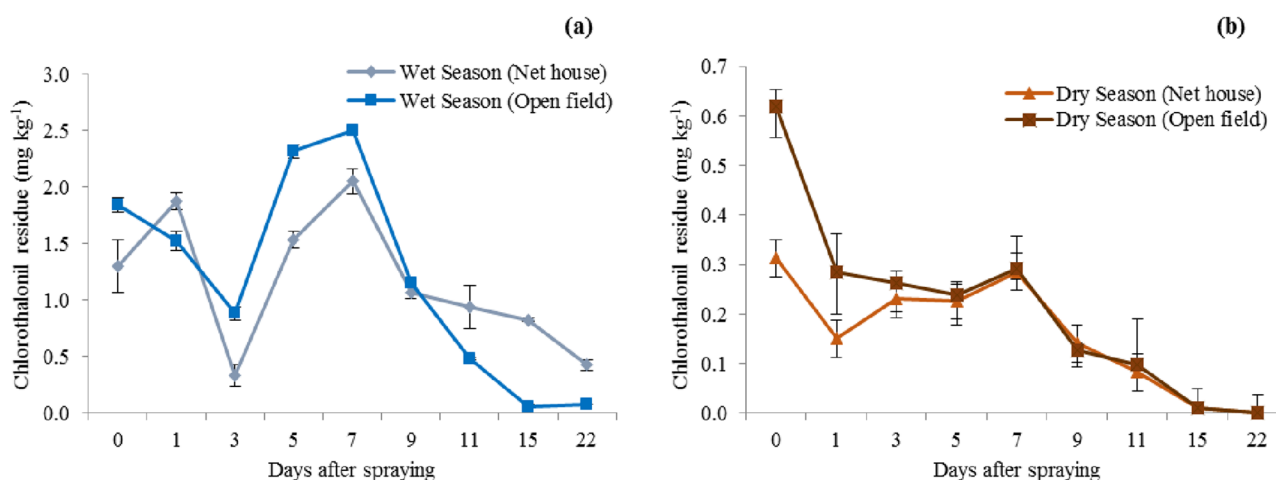 (a)
Wet Season (Net house)
Wet Season (Open field)
Chlorothalonil residue (mg kg⁻¹)
3.0
2.5
2.0
1.5
1.0
0.5
0.0
0 1 3 5 7 9 11 15 22
Days after spraying
(b)
Dry Season (Net house)
Dry Season (Open field)
Chlorothalonil residue (mg kg⁻¹)
0.7
0.6
0.5
0.4
0.3
0.2
0.1
0.0
0 1 3 5 7 9 11 15 22
Days after spraying